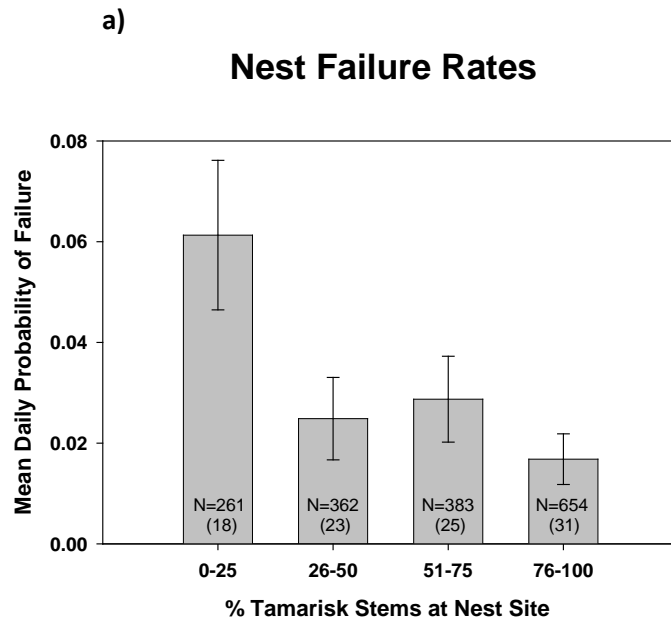 a)
Nest Failure Rates
Mean Daily Probability of Failure
0.08
0.06
0.04
0.02
0.00
N=261
(18)
N=362
(23)
N=383
(25)
N=654
(31)
0-25
26-50
51-75
76-100
% Tamarisk Stems at Nest Site